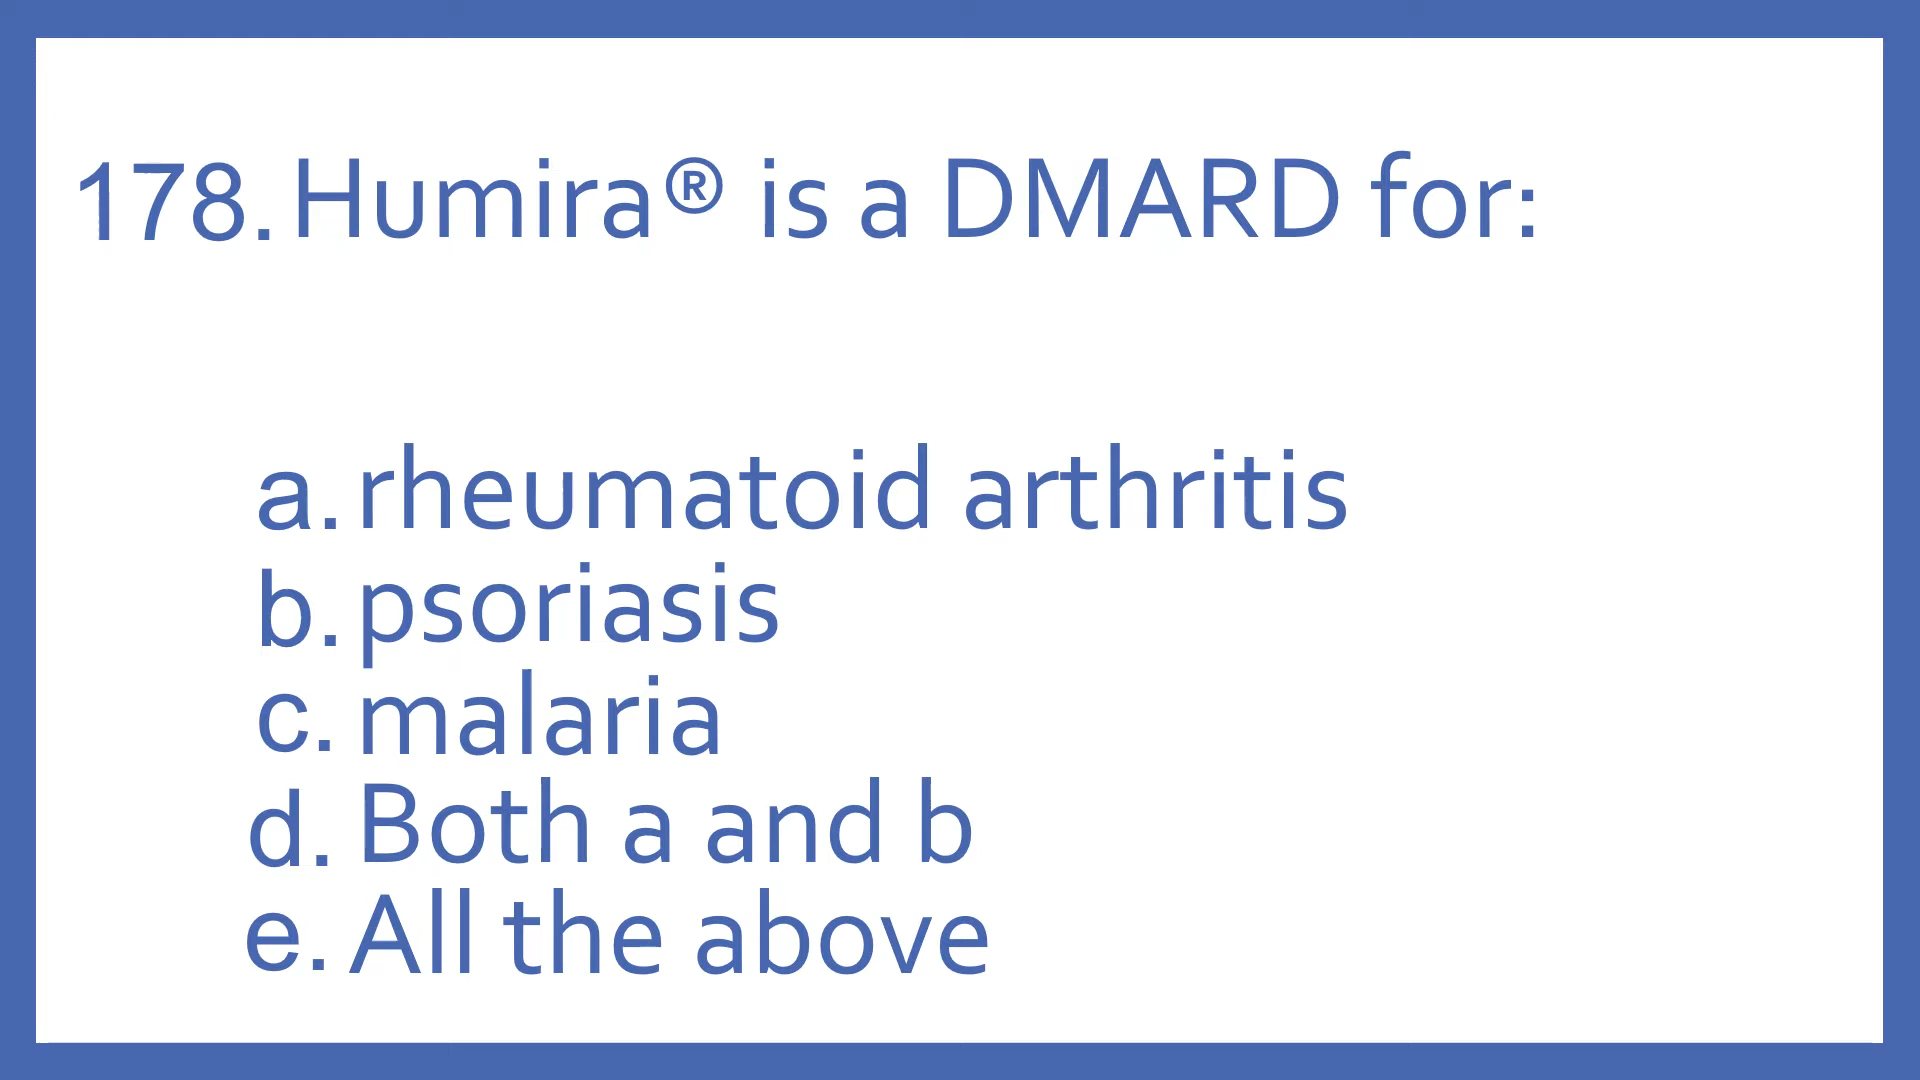 178. Humira® is a DMARD for:
a. rheumatoid arthritis
b. psoriasis
c. malaria
d. Both a and b
e. All the above